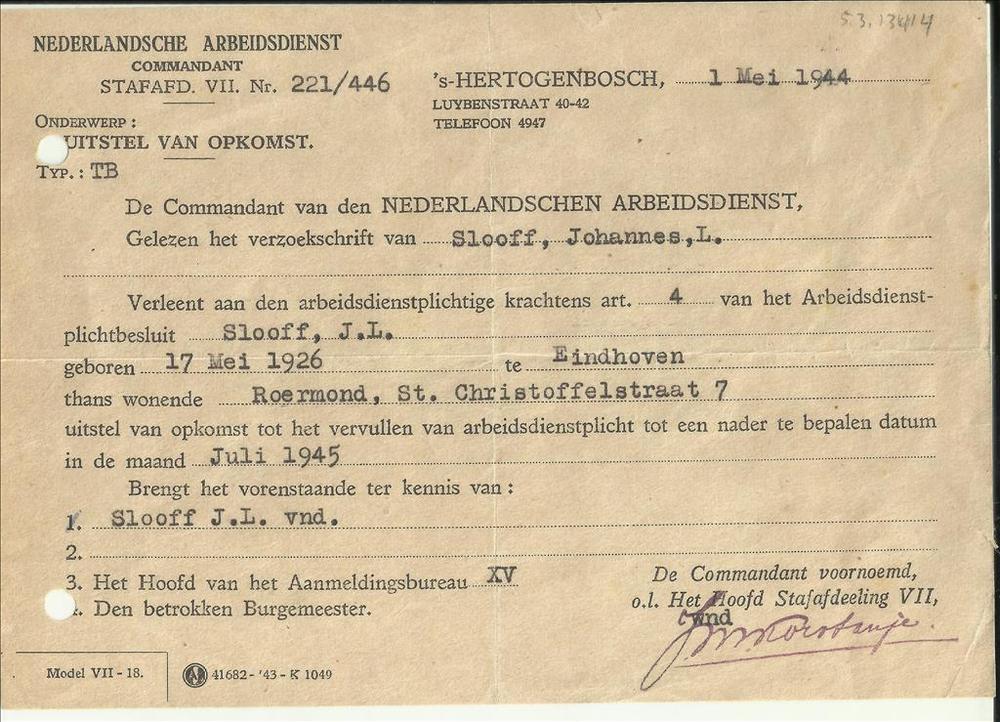 5.3.13414
NEDERLANDSCHE ARBEIDSDIENST
COMMANDANT
STAFAFD. VII. Nr. 221/446
's-HERTOGENBOSCH, 1 Mei 1944
LUYBENSTRAAT 40-42
TELEFOON 4947
ONDERWERP :
UITSTEL VAN OPKOMST.
TYP. : TB
De Commandant van den NEDERLANDSCHEN ARBEIDSDIENST,
Gelezen het verzoekschrift van Slooff, Johannes,L.
Verleent aan den arbeidsdienstplichtige krachtens art. 4 van het Arbeidsdienst-
plichtbesluit Slooff, J.L.
geboren 17 Mei 1926 te Eindhoven
thans wonende Roermond, St. Christoffelstraat 7
uitstel van opkomst tot het vervullen van arbeidsdienstplicht tot een nader te bepalen datum
in de maand Juli 1945
Brengt het vorenstaande ter kennis van :
1. Slooff J.L. vnd.
2.
3. Het Hoofd van het Aanmeldingsbureau XV
. Den betrokken Burgemeester.
De Commandant voornoemd,
o.l. Het Hoofd Stafafdeeling VII,
wnd
Model VII - 18.
41682 - '43 - K 1049